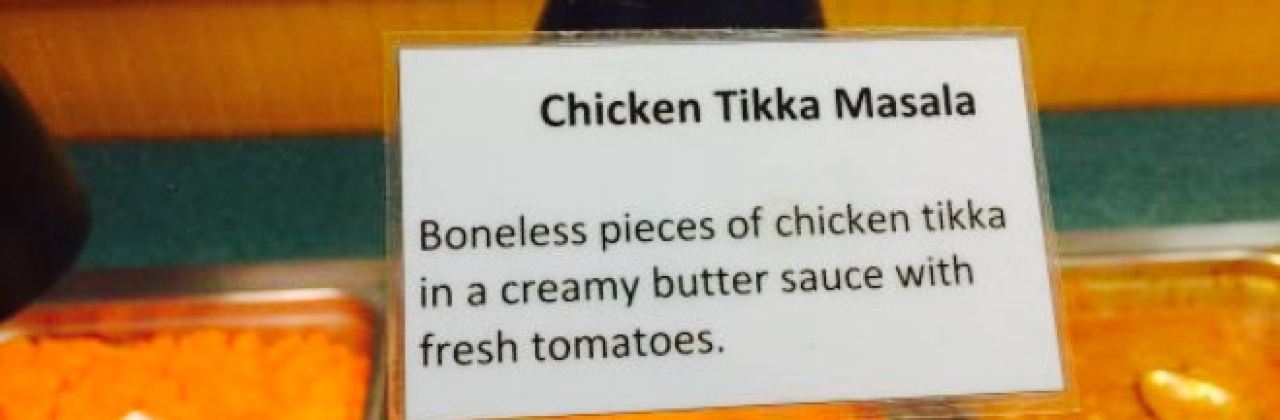 Chicken Tikka Masala
Boneless pieces of chicken tikka
in a creamy butter sauce with
fresh tomatoes.